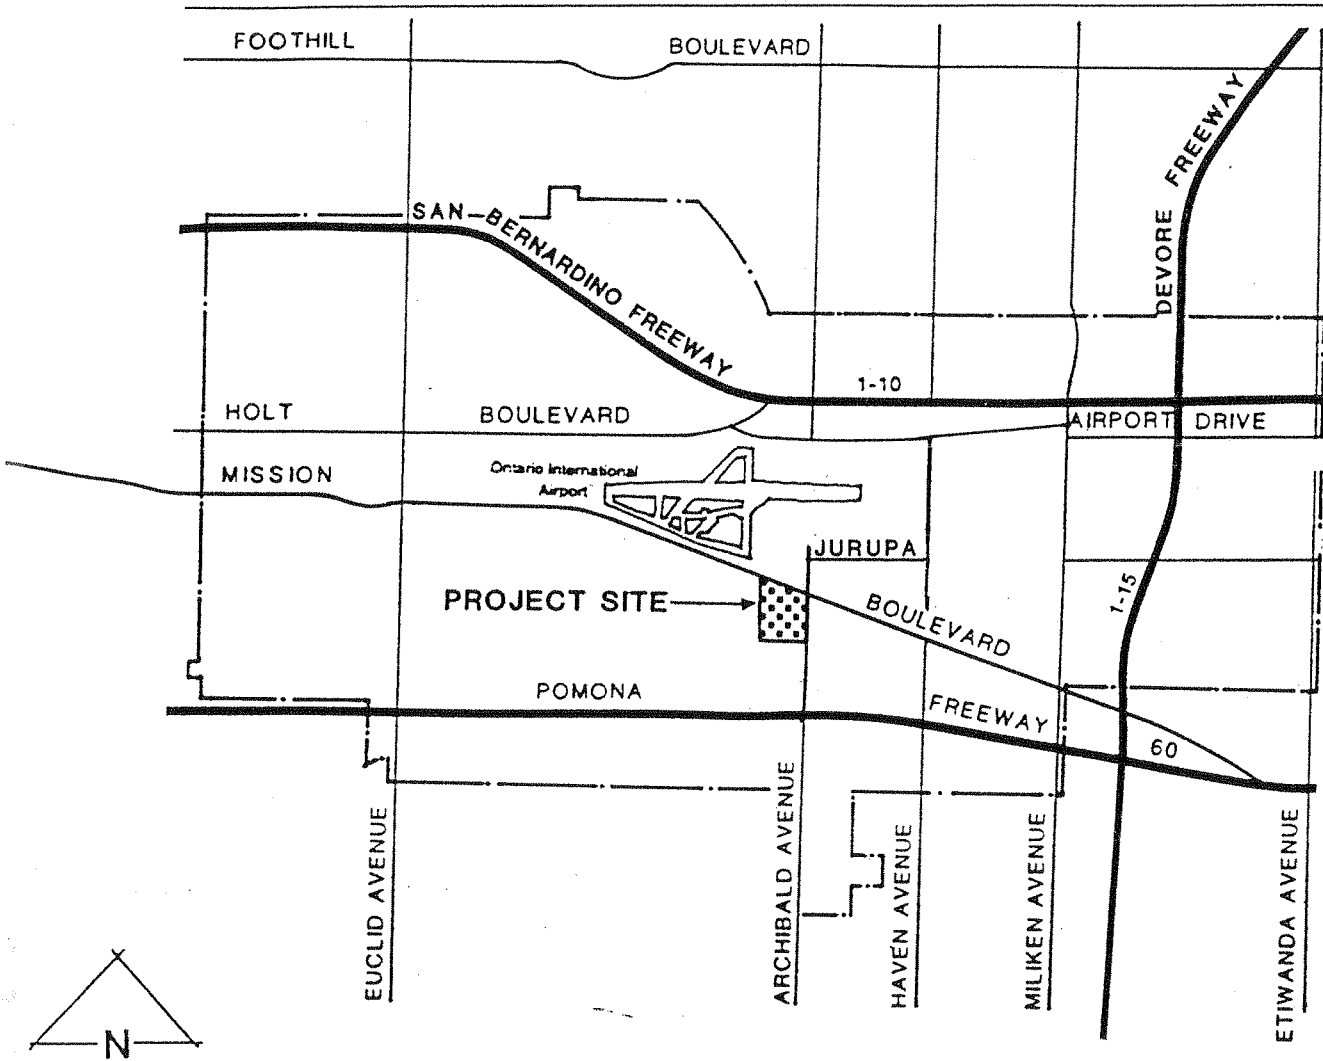 FOOTHILL BOULEVARD
DEVORE FREEWAY
SAN BERNARDINO FREEWAY
1-10
HOLT BOULEVARD
AIRPORT DRIVE
MISSION BOULEVARD
Ontario International
Airport
JURUPA
PROJECT SITE
1-15
POMONA FREEWAY
60
EUCLID AVENUE
ARCHIBALD AVENUE
HAVEN AVENUE
MILIKEN AVENUE
ETIWANDA AVENUE
N